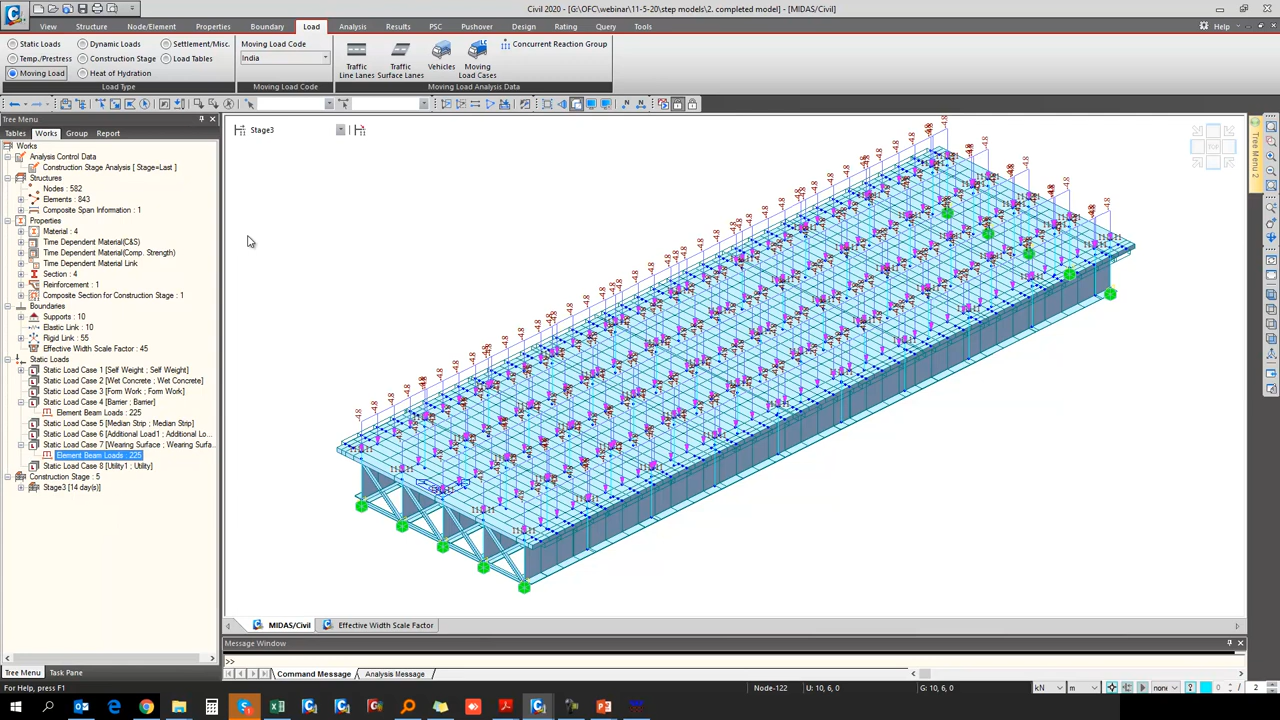 Civil 2020 - [G:\OFC\webinar\11-5-20\step models\2. completed model] - [MIDAS/Civil]
View Structure Node/Element Properties Boundary Load Analysis Results PSC Pushover Design Rating Query Tools Help
Static Loads Dynamic Loads Settlement/Misc.
Temp./Prestress Construction Stage Load Tables
Moving Load Heat of Hydration
Load Type
Moving Load Code
India
Moving Load Code
Traffic Line Lanes
Traffic Surface Lanes
Vehicles
Moving Load Cases
Concurrent Reaction Group
Moving Load Analysis Data
Tree Menu
Tables Works Group Report
Works
Analysis Control Data
Construction Stage Analysis [ Stage=Last ]
Structures
Nodes : 582
Elements : 843
Composite Span Information : 1
Properties
Material : 4
Time Dependent Material(C&S)
Time Dependent Material(Comp. Strength)
Time Dependent Material Link
Section : 4
Reinforcement : 1
Composite Section for Construction Stage : 1
Boundaries
Supports : 10
Elastic Link : 10
Rigid Link : 55
Effective Width Scale Factor : 45
Static Loads
Static Load Case 1 [Self Weight ; Self Weight]
Static Load Case 2 [Wet Concrete ; Wet Concrete]
Static Load Case 3 [Form Work ; Form Work]
Static Load Case 4 [Barrier ; Barrier]
Element Beam Loads : 225
Static Load Case 5 [Median Strip ; Median Strip]
Static Load Case 6 [Additional Load1 ; Additional Lo...
Static Load Case 7 [Wearing Surface ; Wearing Surfa...
Element Beam Loads : 225
Static Load Case 8 [Utility1 ; Utility]
Construction Stage : 5
Stage3 [14 day(s)]
Tree Menu Task Pane
Stage3
TOP
Tree Menu 2
MIDAS/Civil Effective Width Scale Factor
Message Window
>>
Command Message Analysis Message
For Help, press F1
Node-122
U: 10, 6, 0
G: 10, 6, 0
kN m none ? 0 / 2